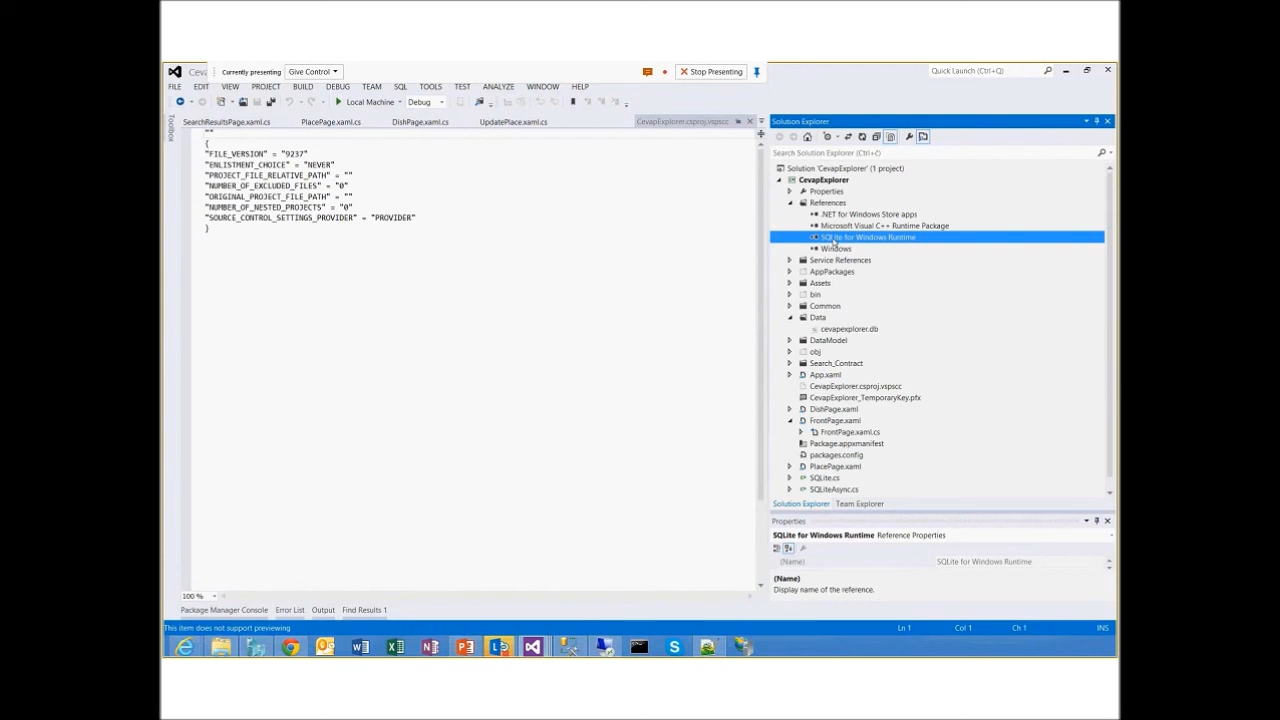 Ceva
Currently presenting
Give Control
Stop Presenting
Quick Launch (Ctrl+Q)
FILE EDIT VIEW PROJECT BUILD DEBUG TEAM SQL TOOLS TEST ANALYZE WINDOW HELP
Local Machine
Debug
SearchResultsPage.xaml.cs
PlacePage.xaml.cs
DishPage.xaml.cs
UpdatePlace.xaml.cs
CevapExplorer.csproj.vspscc
Toolbox
""
{
"FILE_VERSION" = "9237"
"ENLISTMENT_CHOICE" = "NEVER"
"PROJECT_FILE_RELATIVE_PATH" = ""
"NUMBER_OF_EXCLUDED_FILES" = "0"
"ORIGINAL_PROJECT_FILE_PATH" = ""
"NUMBER_OF_NESTED_PROJECTS" = "0"
"SOURCE_CONTROL_SETTINGS_PROVIDER" = "PROVIDER"
}
100 %
Solution Explorer
Search Solution Explorer (Ctrl+č)
Solution 'CevapExplorer' (1 project)
CevapExplorer
Properties
References
.NET for Windows Store apps
Microsoft Visual C++ Runtime Package
SQLite for Windows Runtime
Windows
Service References
AppPackages
Assets
bin
Common
Data
cevapexplorer.db
DataModel
obj
Search_Contract
App.xaml
CevapExplorer.csproj.vspscc
CevapExplorer_TemporaryKey.pfx
DishPage.xaml
FrontPage.xaml
FrontPage.xaml.cs
Package.appxmanifest
packages.config
PlacePage.xaml
SQLite.cs
SQLiteAsync.cs
Solution Explorer Team Explorer
Properties
SQLite for Windows Runtime Reference Properties
(Name) SQLite for Windows Runtime
(Name)
Display name of the reference.
Package Manager Console Error List Output Find Results 1
This item does not support previewing
Ln 1 Col 1 Ch 1 INS